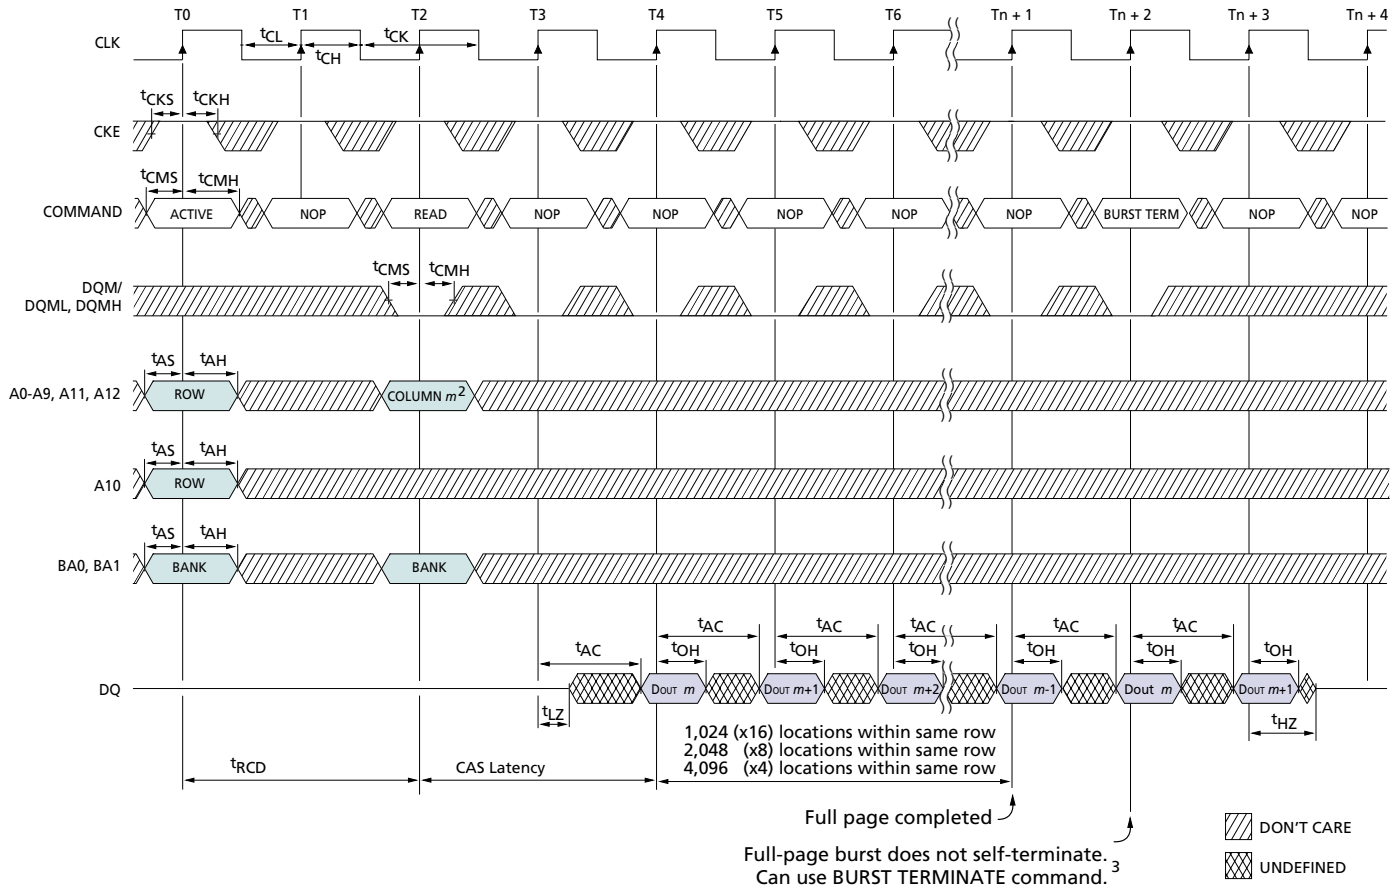 T0 T1 T2 T3 T4 T5 T6 Tn + 1 Tn + 2 Tn + 3 Tn + 4
CLK
tCL tCH tCK
tCKS tCKH
CKE
tCMS tCMH
COMMAND ACTIVE NOP READ NOP NOP NOP NOP NOP BURST TERM NOP NOP
tCMS tCMH
DQM/
DQML, DQMH
tAS tAH
A0-A9, A11, A12 ROW COLUMN m2
tAS tAH
A10 ROW
tAS tAH
BA0, BA1 BANK BANK
tAC tAC tAC tAC tAC
tAC tOH tOH tOH tOH tOH tOH
DQ DOUT m DOUT m+1 DOUT m+2 DOUT m-1 Dout m DOUT m+1
tLZ tHZ
1,024 (x16) locations within same row
2,048 (x8) locations within same row
4,096 (x4) locations within same row
tRCD CAS Latency
Full page completed
Full-page burst does not self-terminate. 3
Can use BURST TERMINATE command.
DON'T CARE
UNDEFINED